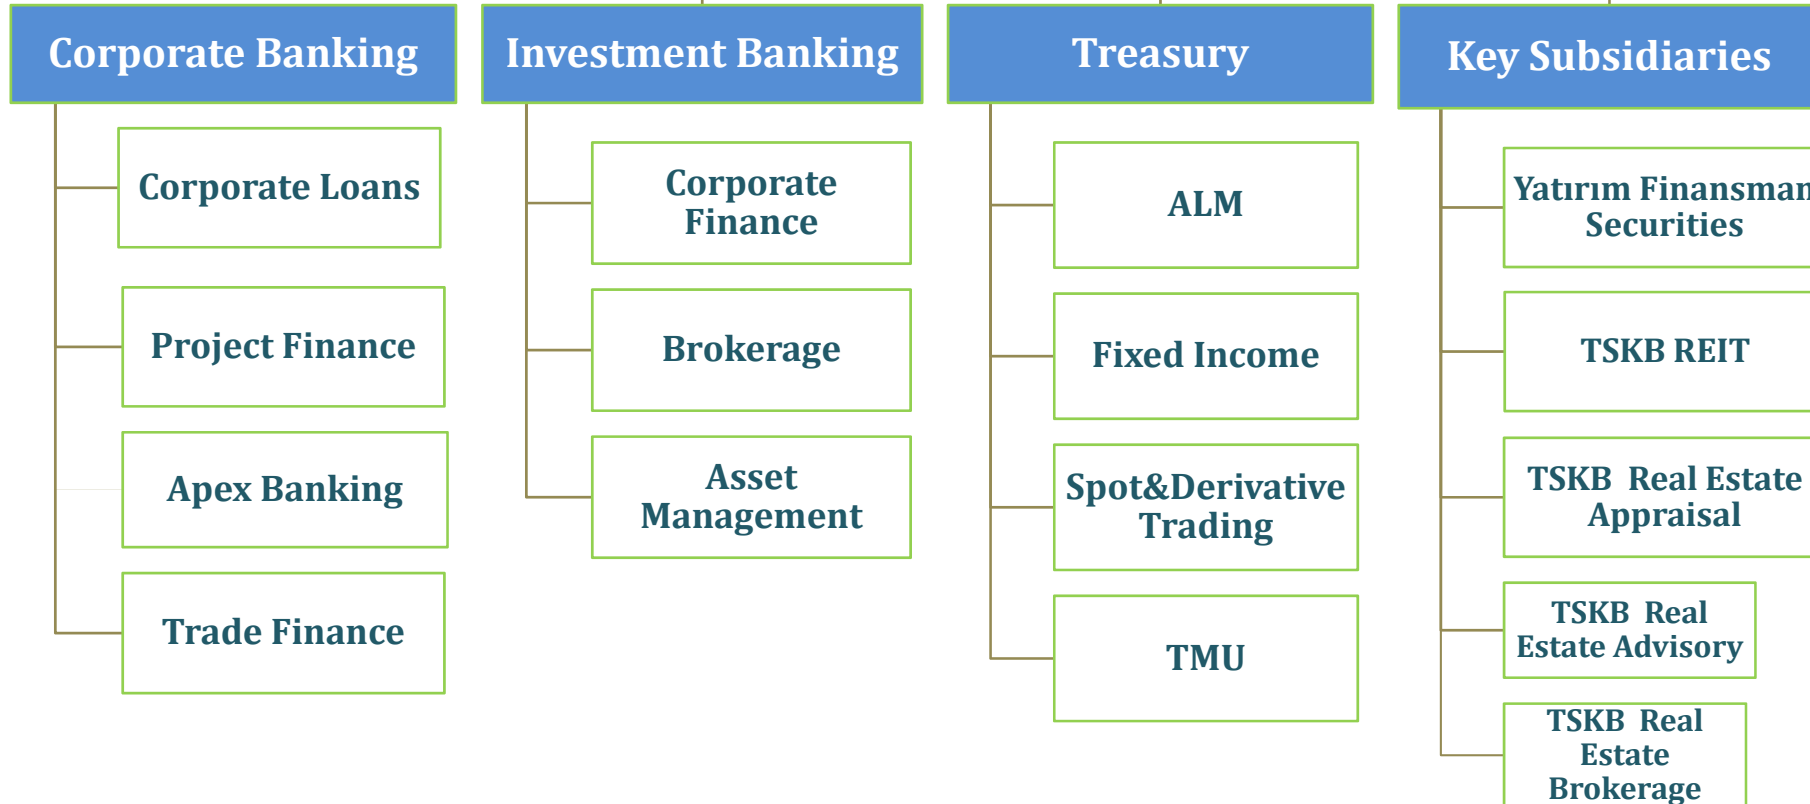 Corporate Banking
Corporate Loans
Project Finance
Apex Banking
Trade Finance
Investment Banking
Corporate
Finance
Brokerage
Asset
Management
Treasury
ALM
Fixed Income
Spot&Derivative
Trading
TMU
Key Subsidiaries
Yatırım Finansman
Securities
TSKB REIT
TSKB Real Estate
Appraisal
TSKB Real
Estate Advisory
TSKB Real
Estate
Brokerage